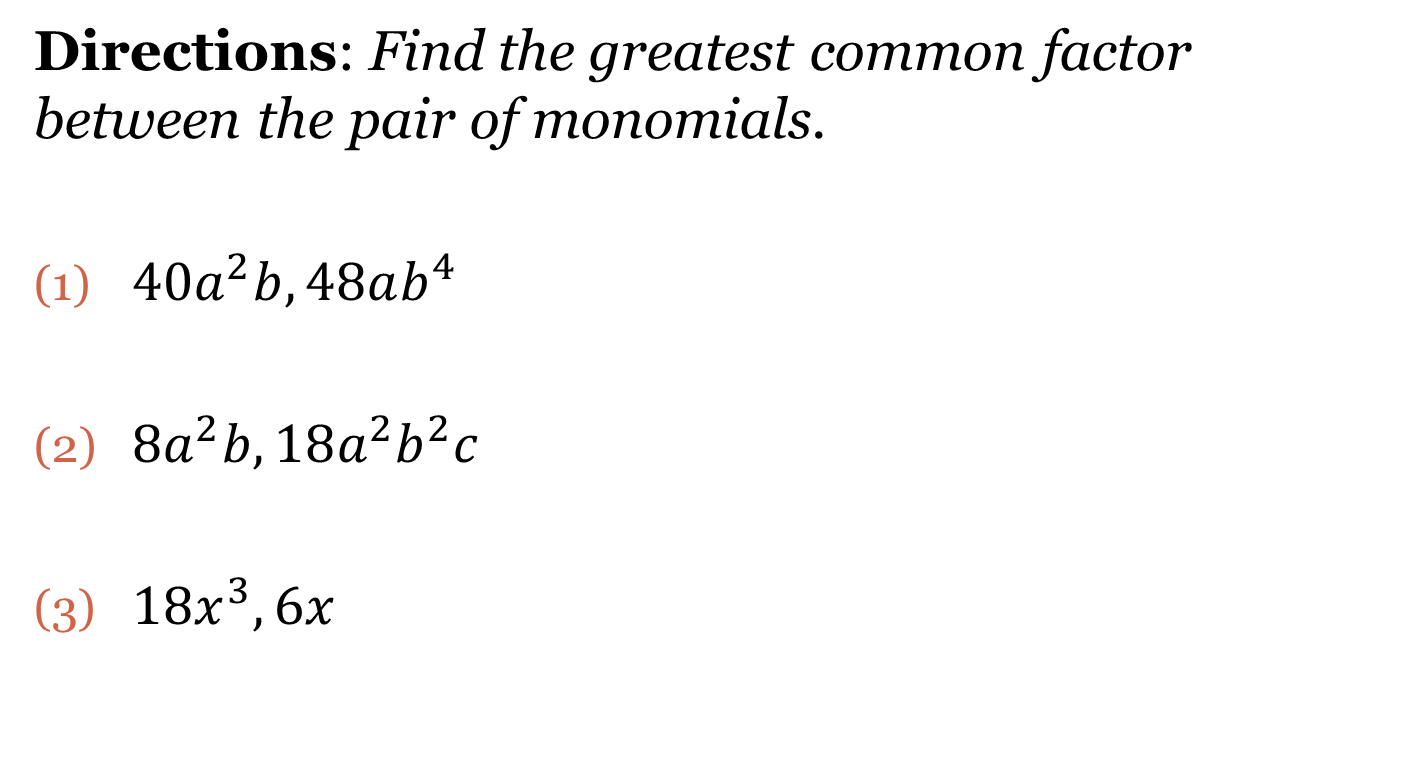 Directions: Find the greatest common factor
between the pair of monomials.
(1) 40a²b, 48ab⁴
(2) 8a²b, 18a²b²c
(3) 18x³, 6x